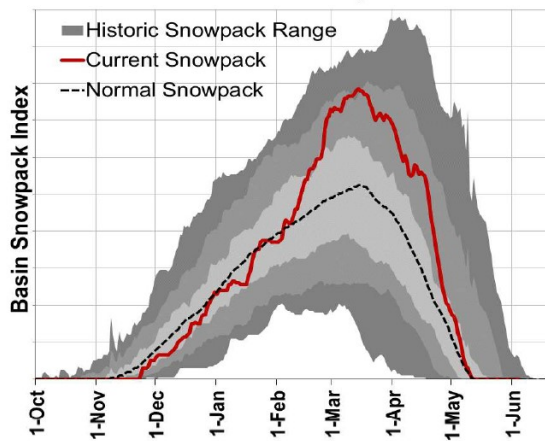 Historic Snowpack Range
Current Snowpack
Normal Snowpack
Basin Snowpack Index
1-Oct
1-Nov
1-Dec
1-Jan
1-Feb
1-Mar
1-Apr
1-May
1-Jun